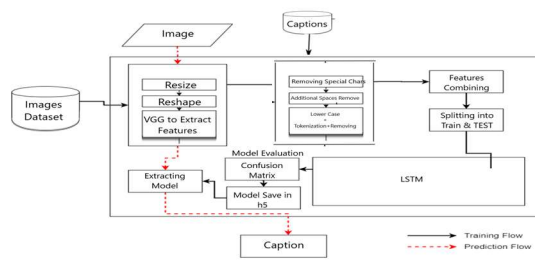 Image
Captions
Images
Dataset
Resize
Reshape
VGG to Extract
Features
Removing Special Chars
Additional Spaces Remove
Lower Case
+
Tokenization+Removing
Features
Combining
Splitting into
Train & TEST
Model Evaluation
Confusion
Matrix
Model Save in
h5
LSTM
Extracting
Model
Caption
Training Flow
Prediction Flow